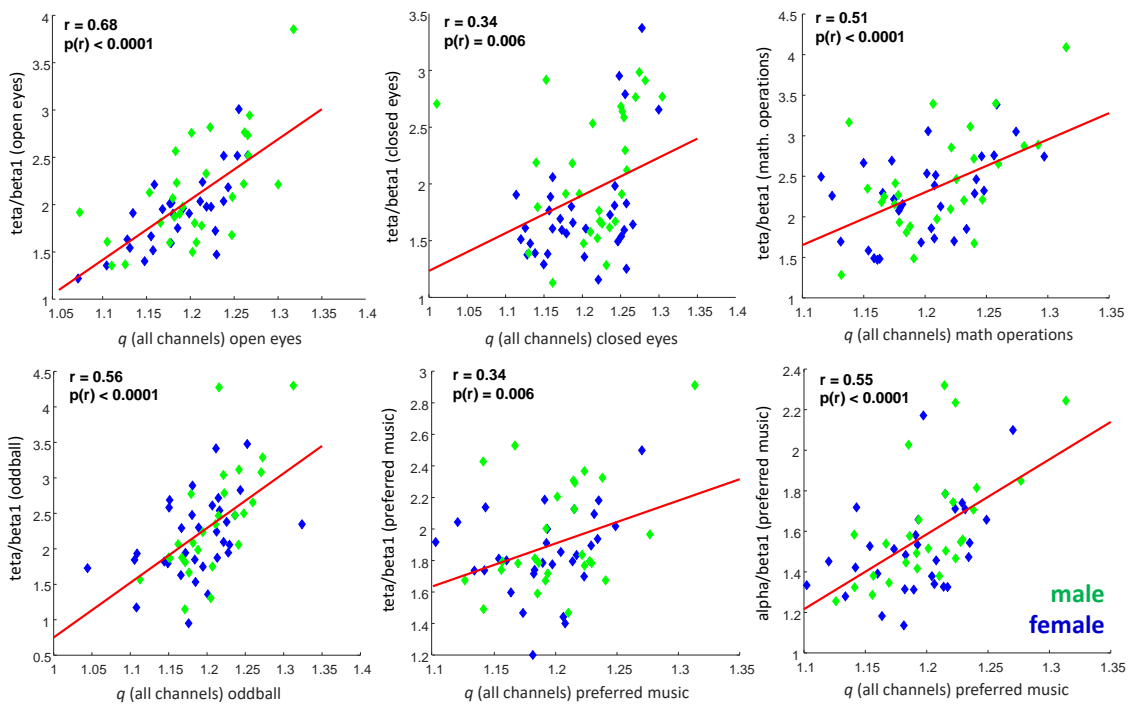 r = 0.68
p(r) < 0.0001
teta/beta1 (open eyes)
4
3.5
3
2.5
2
1.5
1
1.05 1.1 1.15 1.2 1.25 1.3 1.35 1.4
q (all channels) open eyes
r = 0.34
p(r) = 0.006
teta/beta1 (closed eyes)
3.5
3
2.5
2
1.5
1
1 1.05 1.1 1.15 1.2 1.25 1.3 1.35 1.4
q (all channels) closed eyes
r = 0.51
p(r) < 0.0001
teta/beta1 (math. operations)
5
4.5
4
3.5
3
2.5
2
1.5
1
1.1 1.15 1.2 1.25 1.3 1.35
q (all channels) math operations
r = 0.56
p(r) < 0.0001
teta/beta1 (oddball)
4.5
4
3.5
3
2.5
2
1.5
1
0.5
1 1.05 1.1 1.15 1.2 1.25 1.3 1.35 1.4
q (all channels) oddball
r = 0.34
p(r) = 0.006
teta/beta1 (preferred music)
3
2.8
2.6
2.4
2.2
2
1.8
1.6
1.4
1.2
1.1 1.15 1.2 1.25 1.3 1.35
q (all channels) preferred music
r = 0.55
p(r) < 0.0001
alpha/beta1 (preferred music)
2.4
2.2
2
1.8
1.6
1.4
1.2
1
1.1 1.15 1.2 1.25 1.3 1.35
q (all channels) preferred music
male
female